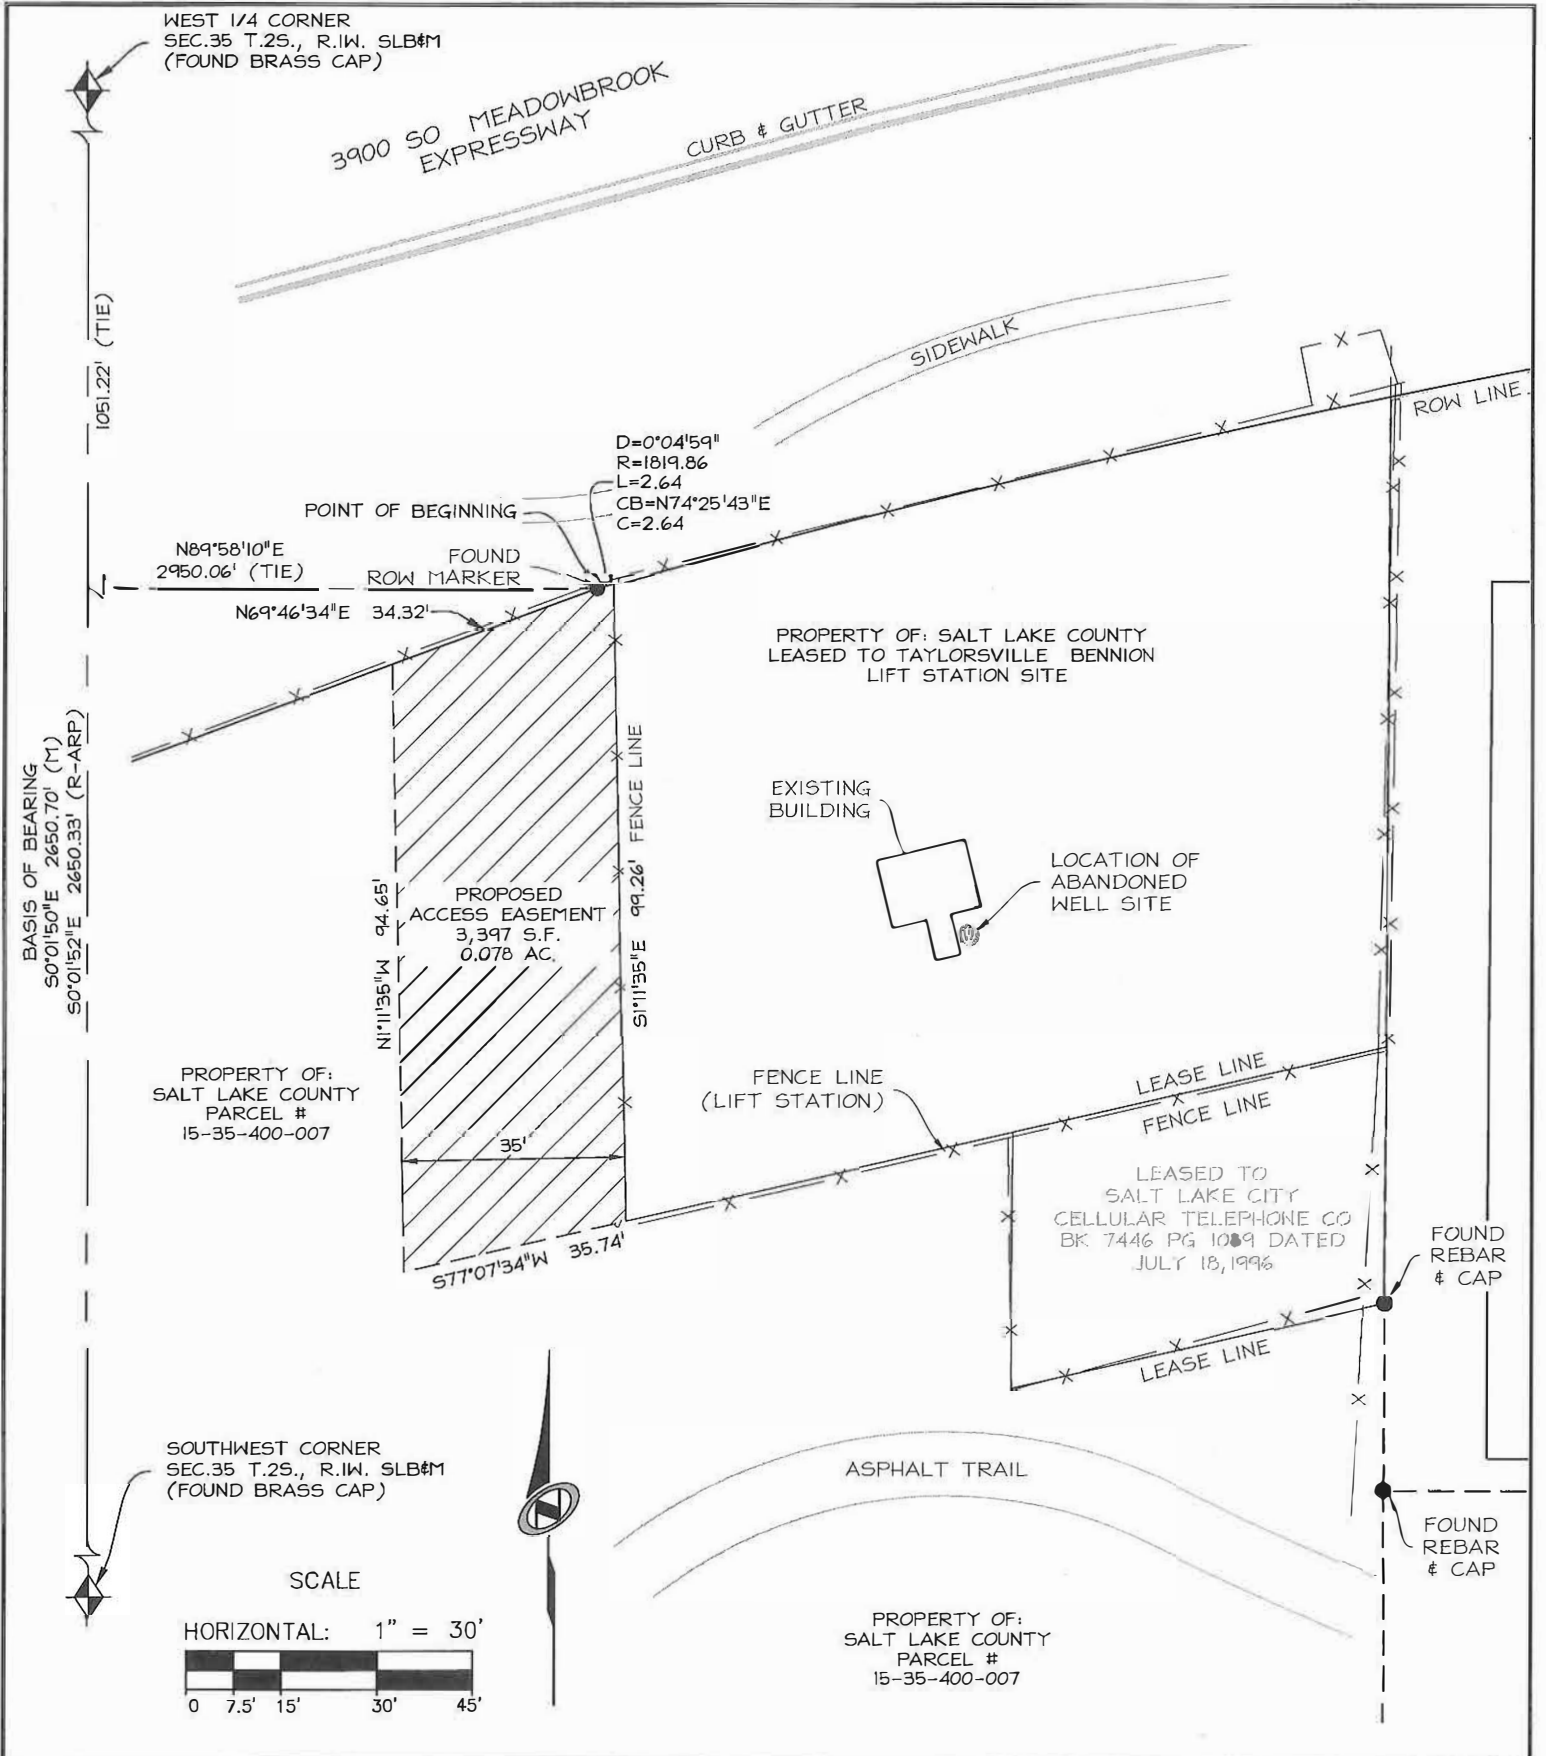 WEST 1/4 CORNER
SEC.35 T.2S., R.1W. SLB&M
(FOUND BRASS CAP)
3900 SO MEADOWBROOK
EXPRESSWAY
CURB & GUTTER
SIDEWALK
1051.22' (TIE)
ROW LINE
D=0°04'59"
R=1819.86
L=2.64
CB=N74°25'43"E
C=2.64
POINT OF BEGINNING
FOUND
ROW MARKER
N89°58'10"E
2950.06' (TIE)
N69°46'34"E 34.32'
PROPERTY OF: SALT LAKE COUNTY
LEASED TO TAYLORSVILLE BENNION
LIFT STATION SITE
BASIS OF BEARING
S0°01'50"E 2650.70' (M)
S0°01'52"E 2650.33' (R-ARP)
EXISTING
BUILDING
LOCATION OF
ABANDONED
WELL SITE
PROPOSED
ACCESS EASEMENT
3,397 S.F.
0.078 AC.
N1°11'35"W 94.65'
S1°11'35"E 99.26' FENCE LINE
PROPERTY OF:
SALT LAKE COUNTY
PARCEL #
15-35-400-007
FENCE LINE
(LIFT STATION)
LEASE LINE
FENCE LINE
35'
S77°07'34"W 35.74'
LEASED TO
SALT LAKE CITY
CELLULAR TELEPHONE CO
BK 7446 PG 1089 DATED
JULY 18, 1996
FOUND
REBAR
& CAP
LEASE LINE
SOUTHWEST CORNER
SEC.35 T.2S., R.1W. SLB&M
(FOUND BRASS CAP)
N
ASPHALT TRAIL
FOUND
REBAR
& CAP
SCALE
HORIZONTAL: 1" = 30'
0 7.5' 15' 30' 45'
PROPERTY OF:
SALT LAKE COUNTY
PARCEL #
15-35-400-007